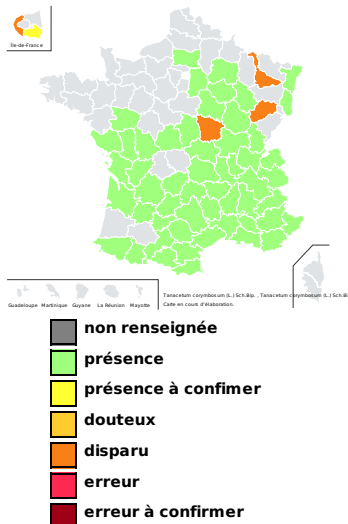 Île-de-France
Guadeloupe Martinique Guyane La Réunion Mayotte
Tanacetum corymbosum (L.) Sch.Bip. , Tanacetum corymbosum (L.) Sch.Bi
Carte en cours d'élaboration.
non renseignée
présence
présence à confimer
douteux
disparu
erreur
erreur à confirmer